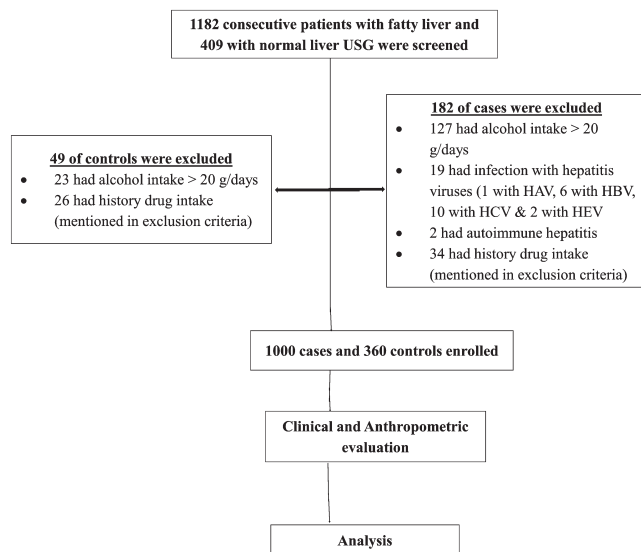 1182 consecutive patients with fatty liver and
409 with normal liver USG were screened
49 of controls were excluded
• 23 had alcohol intake > 20 g/days
• 26 had history drug intake
(mentioned in exclusion criteria)
182 of cases were excluded
• 127 had alcohol intake > 20
g/days
• 19 had infection with hepatitis
viruses (1 with HAV, 6 with HBV,
10 with HCV & 2 with HEV
• 2 had autoimmune hepatitis
• 34 had history drug intake
(mentioned in exclusion criteria)
1000 cases and 360 controls enrolled
Clinical and Anthropometric
evaluation
Analysis